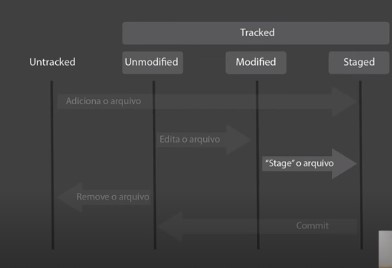 Tracked
Untracked Unmodified Modified Staged
Adiciona o arquivo
Edita o arquivo
"Stage" o arquivo
Remove o arquivo
Commit